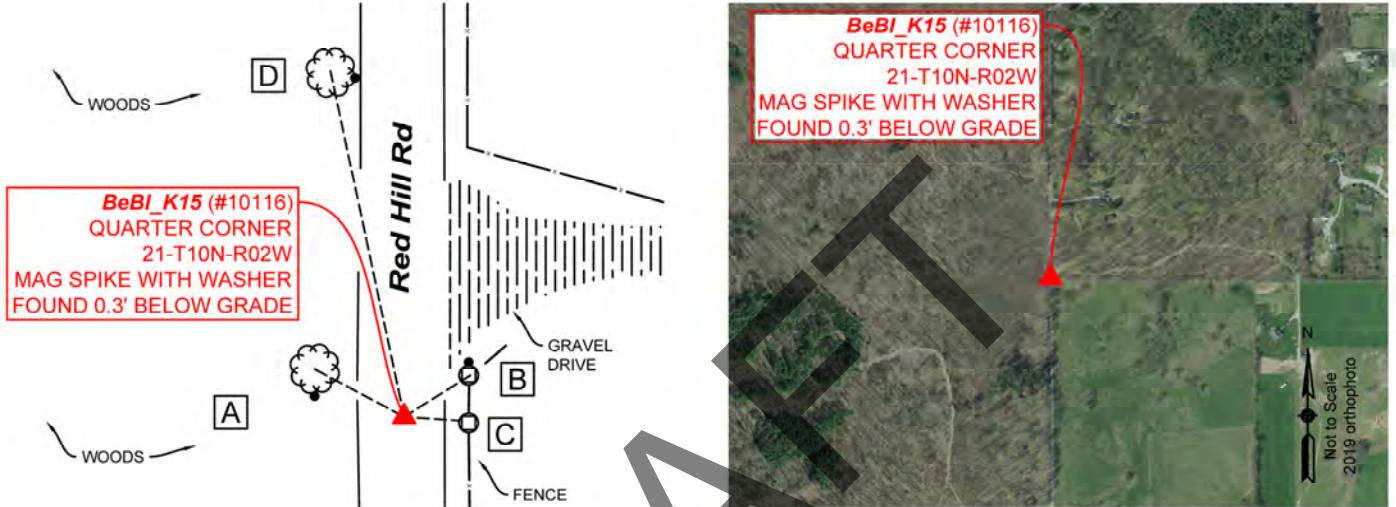 D
WOODS
Red Hill Rd
BeBI_K15 (#10116)
QUARTER CORNER
21-T10N-R02W
MAG SPIKE WITH WASHER
FOUND 0.3' BELOW GRADE
GRAVEL
DRIVE
B
A
C
WOODS
FENCE
BeBI_K15 (#10116)
QUARTER CORNER
21-T10N-R02W
MAG SPIKE WITH WASHER
FOUND 0.3' BELOW GRADE
N
Not to Scale
2019 orthophoto